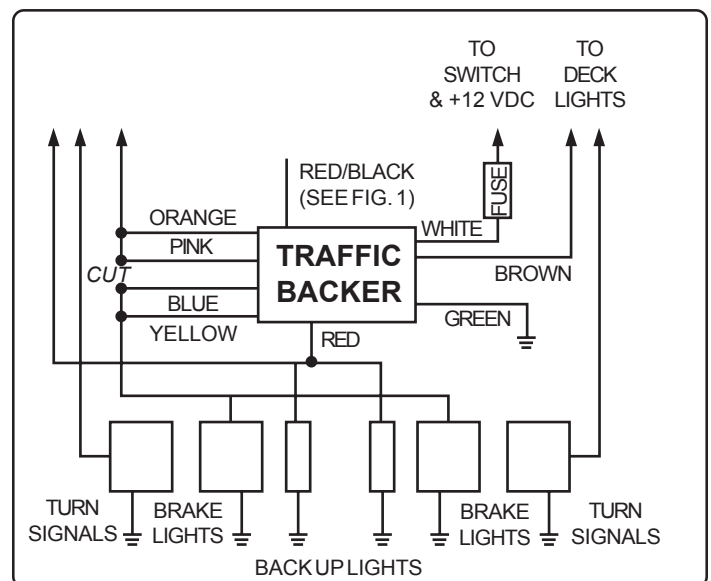 TO
SWITCH
& +12 VDC
TO
DECK
LIGHTS
RED/BLACK
(SEE FIG. 1)
FUSE
ORANGE
WHITE
PINK
TRAFFIC
BACKER
BROWN
CUT
BLUE
GREEN
YELLOW
RED
TURN
SIGNALS
BRAKE
LIGHTS
BACK UP LIGHTS
BRAKE
LIGHTS
TURN
SIGNALS